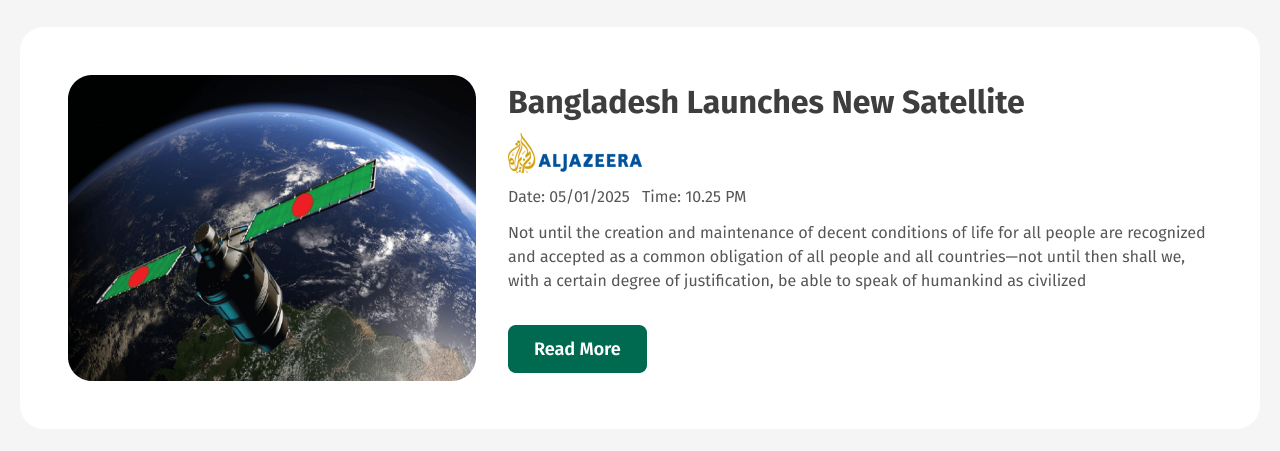 Bangladesh Launches New Satellite
ALJAZEERA
Date: 05/01/2025 Time: 10.25 PM
Not until the creation and maintenance of decent conditions of life for all people are recognized
and accepted as a common obligation of all people and all countries—not until then shall we,
with a certain degree of justification, be able to speak of humankind as civilized
Read More